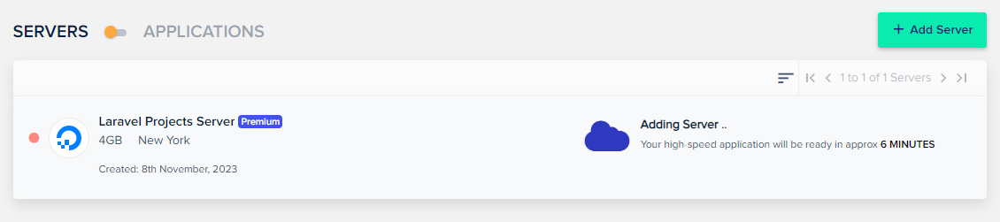 SERVERS APPLICATIONS
+ Add Server
1 to 1 of 1 Servers
Laravel Projects Server Premium
4GB New York
Created: 8th November, 2023
Adding Server ..
Your high-speed application will be ready in approx 6 MINUTES